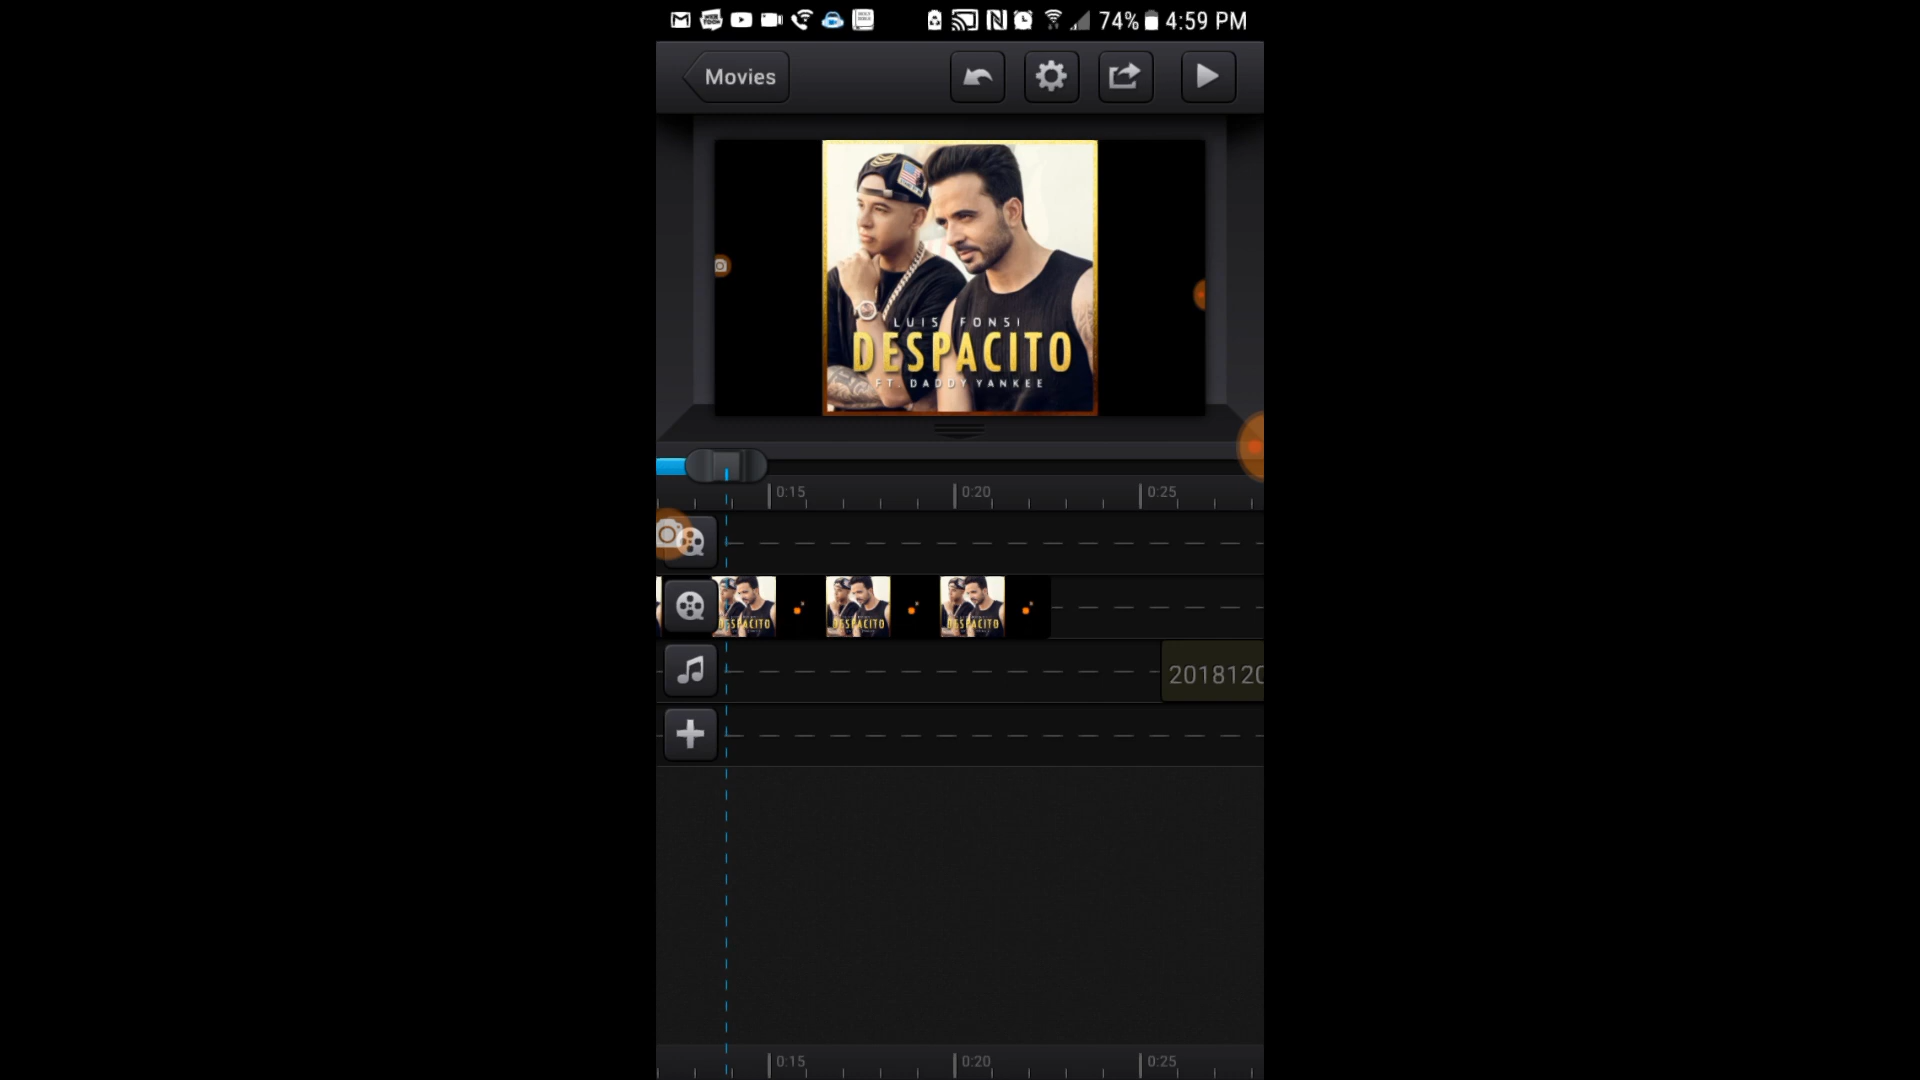 74% 4:59 PM
Movies
LUIS FONSI
DESPACITO
FT. DADDY YANKEE
0:15 0:20 0:25
DESPACITO DESPACITO DESPACITO
2018120
0:15 0:20 0:25